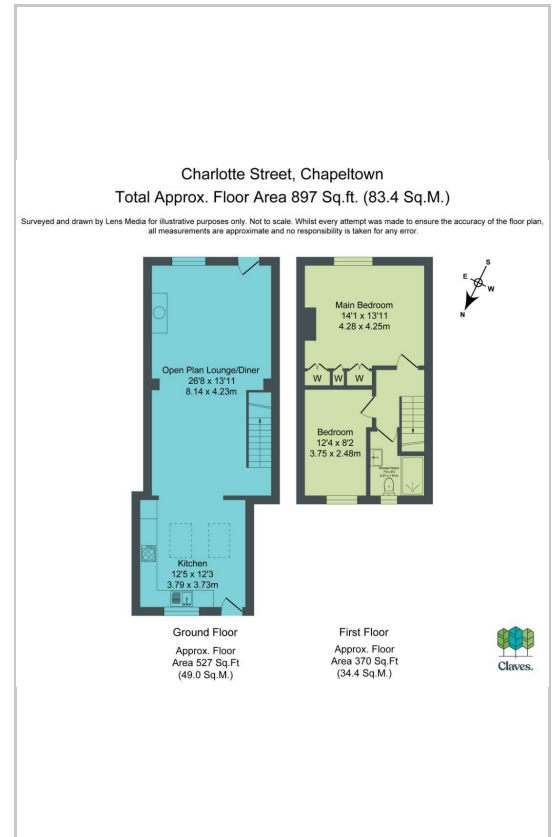 Charlotte Street, Chapeltown
Total Approx. Floor Area 897 Sq.ft. (83.4 Sq.M.)
Surveyed and drawn by Lens Media for illustrative purposes only. Not to scale. Whilst every attempt was made to ensure the accuracy of the floor plan,
all measurements are approximate and no responsibility is taken for any error.
Open Plan Lounge/Diner
26'8 x 13'11
8.14 x 4.23m
Kitchen
12'5 x 12'3
3.79 x 3.73m
Main Bedroom
14'1 x 13'11
4.28 x 4.25m
W
W
W
Bedroom
12'4 x 8'2
3.75 x 2.48m
Shower Room
S
E
W
N
Ground Floor
Approx. Floor
Area 527 Sq.Ft
(49.0 Sq.M.)
First Floor
Approx. Floor
Area 370 Sq.Ft
(34.4 Sq.M.)
Claves.